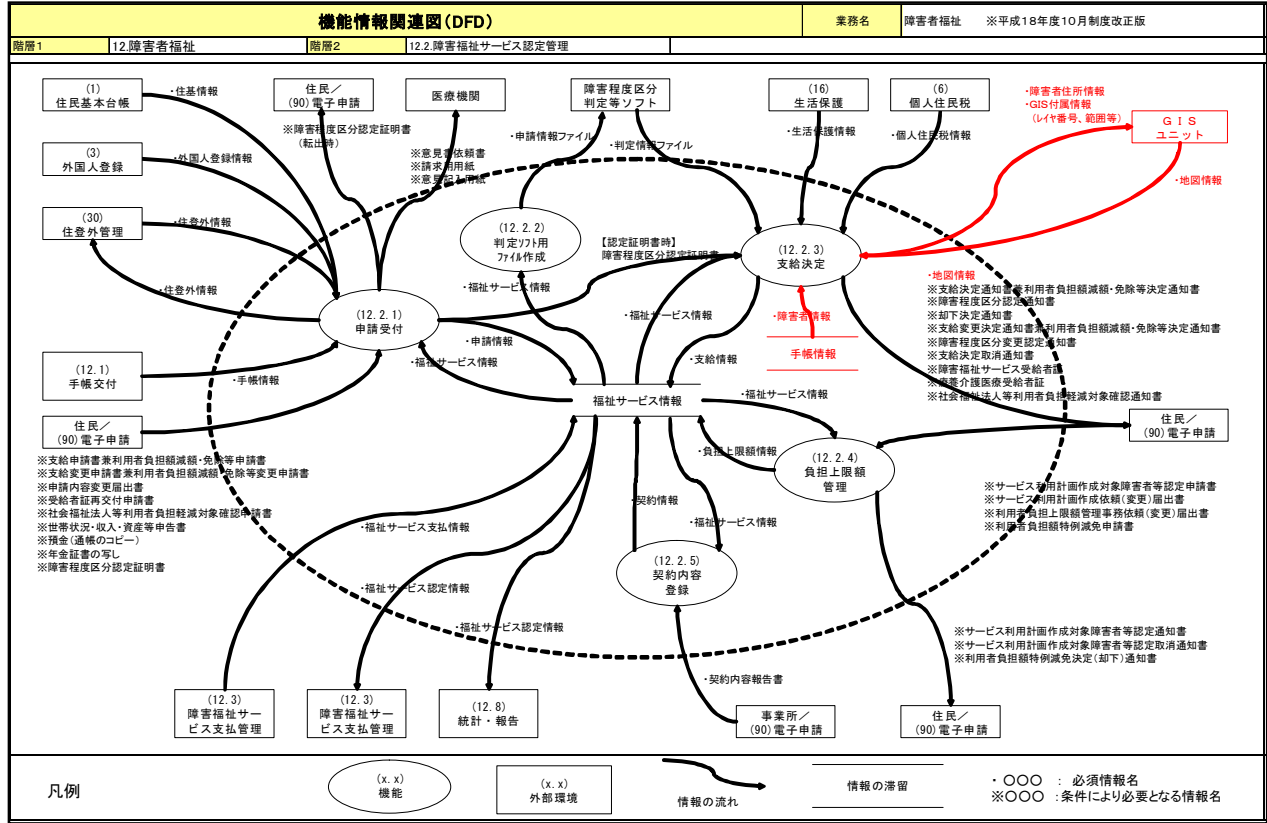 機能情報関連図(DFD)
業務名
障害者福祉　※平成18年度10月制度改正版
階層1
12.障害者福祉
階層2
12.2.障害福祉サービス認定管理
(1)
住民基本台帳
・住基情報
住民／
(90)電子申請
※障害程度区分認定証明書
(転出時)
医療機関
※意見書依頼書
※請求用用紙
※意見記入用紙
障害程度区分
判定等ソフト
・申請情報ファイル
・判定情報ファイル
(16)
生活保護
・生活保護情報
(6)
個人住民税
・個人住民税情報
・障害者住所情報
・GIS付属情報
(レイヤ番号、範囲等)
ＧＩＳ
ユニット
・地図情報
(3)
外国人登録
・外国人登録情報
(30)
住登外管理
・住登外情報
・住登外情報
(12.2.1)
申請受付
(12.2.2)
判定ソフト用
ファイル作成
・福祉サービス情報
【認定証明書時】
障害程度区分認定証明書
(12.2.3)
支給決定
・地図情報
※支給決定通知書兼利用者負担額減額・免除等決定通知書
※障害程度区分認定通知書
※却下決定通知書
※支給変更決定通知書兼利用者負担額減額・免除等決定通知書
※障害程度区分変更認定通知書
※支給決定取消通知書
※障害福祉サービス受給者証
※療養介護医療受給者証
※社会福祉法人等利用者負担軽減対象確認通知書
・障害者情報
手帳情報
・福祉サービス情報
・支給情報
・申請情報
・福祉サービス情報
(12.1)
手帳交付
・手帳情報
住民／
(90)電子申請
福祉サービス情報
・福祉サービス情報
住民／
(90)電子申請
※支給申請書兼利用者負担額減額・免除等申請書
※支給変更申請書兼利用者負担額減額・免除等変更申請書
※申請内容変更届出書
※受給者証再交付申請書
※社会福祉法人等利用者負担軽減対象確認申請書
※世帯状況・収入・資産等申告書
※預金(通帳のコピー)
※年金証書の写し
※障害程度区分認定証明書
・負担上限額情報
(12.2.4)
負担上限額
管理
※サービス利用計画作成対象障害者等認定申請書
※サービス利用計画作成依頼(変更)届出書
※利用者負担上限額管理事務依頼(変更)届出書
※利用者負担額特例減免申請書
・契約情報
・福祉サービス情報
・福祉サービス支払情報
(12.2.5)
契約内容
登録
・福祉サービス認定情報
・福祉サービス認定情報
※サービス利用計画作成対象障害者等認定通知書
※サービス利用計画作成対象障害者等認定取消通知書
※利用者負担額特例減免決定(却下)通知書
・契約内容報告書
(12.3)
障害福祉サー
ビス支払管理
(12.3)
障害福祉サー
ビス支払管理
(12.8)
統計・報告
事業所／
(90)電子申請
住民／
(90)電子申請
凡例
(x.x)
機能
(x.x)
外部環境
情報の流れ
情報の滞留
・〇〇〇　：　必須情報名
※〇〇〇　：条件により必要となる情報名